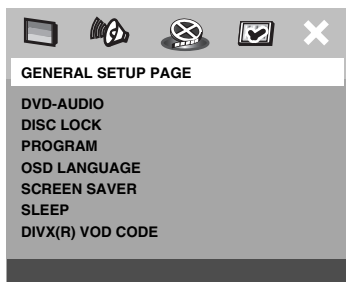 GENERAL SETUP PAGE
DVD-AUDIO
DISC LOCK
PROGRAM
OSD LANGUAGE
SCREEN SAVER
SLEEP
DIVX(R) VOD CODE